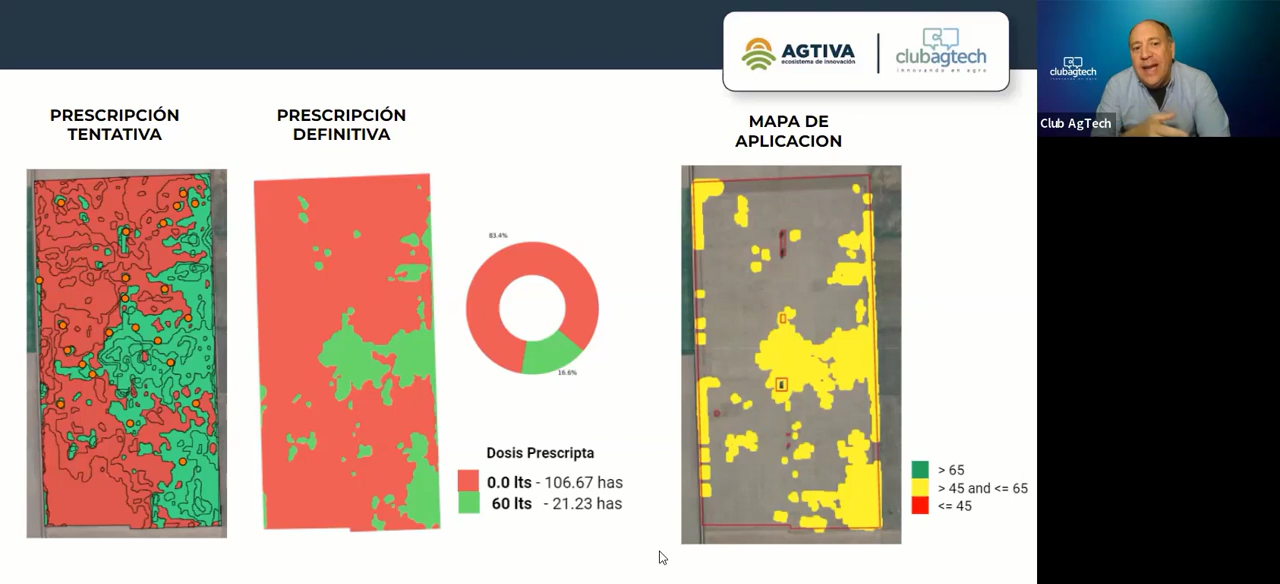 AGTIVA
ecosistema de innovación
clubagtech
innovando en agro
clubagtech
Club AgTech
PRESCRIPCIÓN
TENTATIVA
PRESCRIPCIÓN
DEFINITIVA
MAPA DE
APLICACION
83.4%
16.6%
Dosis Prescripta
0.0 lts - 106.67 has
60 lts - 21.23 has
> 65
> 45 and <= 65
<= 45